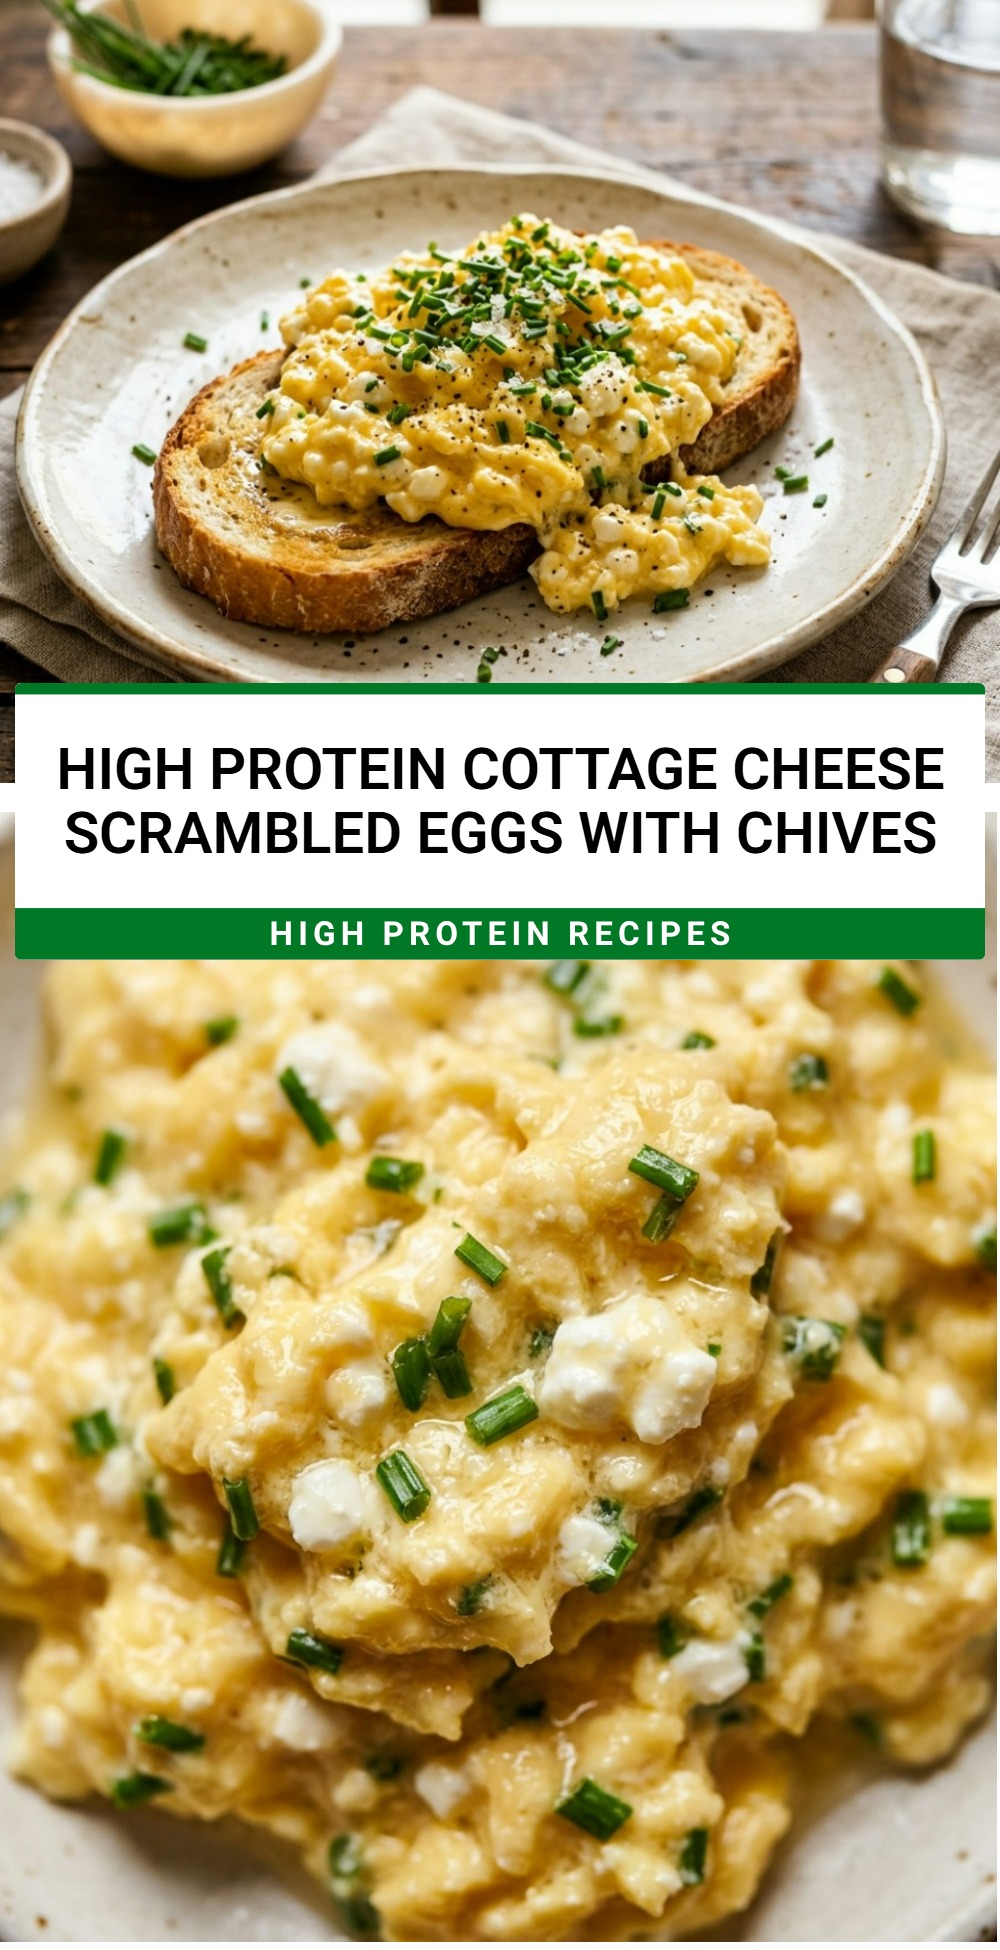 HIGH PROTEIN COTTAGE CHEESE
SCRAMBLED EGGS WITH CHIVES
HIGH PROTEIN RECIPES